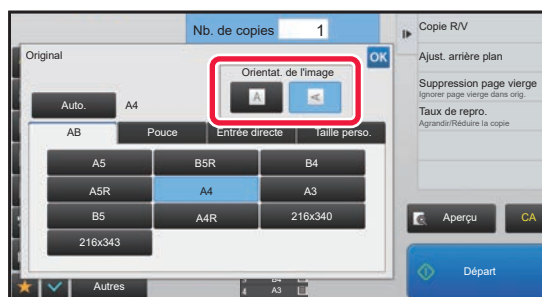 Nb. de copies 1
Original
OK
Orientat. de l'image
A A
Auto. A4
AB Pouce Entrée directe Taille perso.
A5 B5R B4
A5R A4 A3
B5 A4R 216x340
216x343
Autres
B4
4 A3
Copie R/V
Ajust. arrière plan
Suppression page vierge
Ignorer page vierge dans orig.
Taux de repro.
Agrandir/Réduire la copie
Aperçu CA
Départ